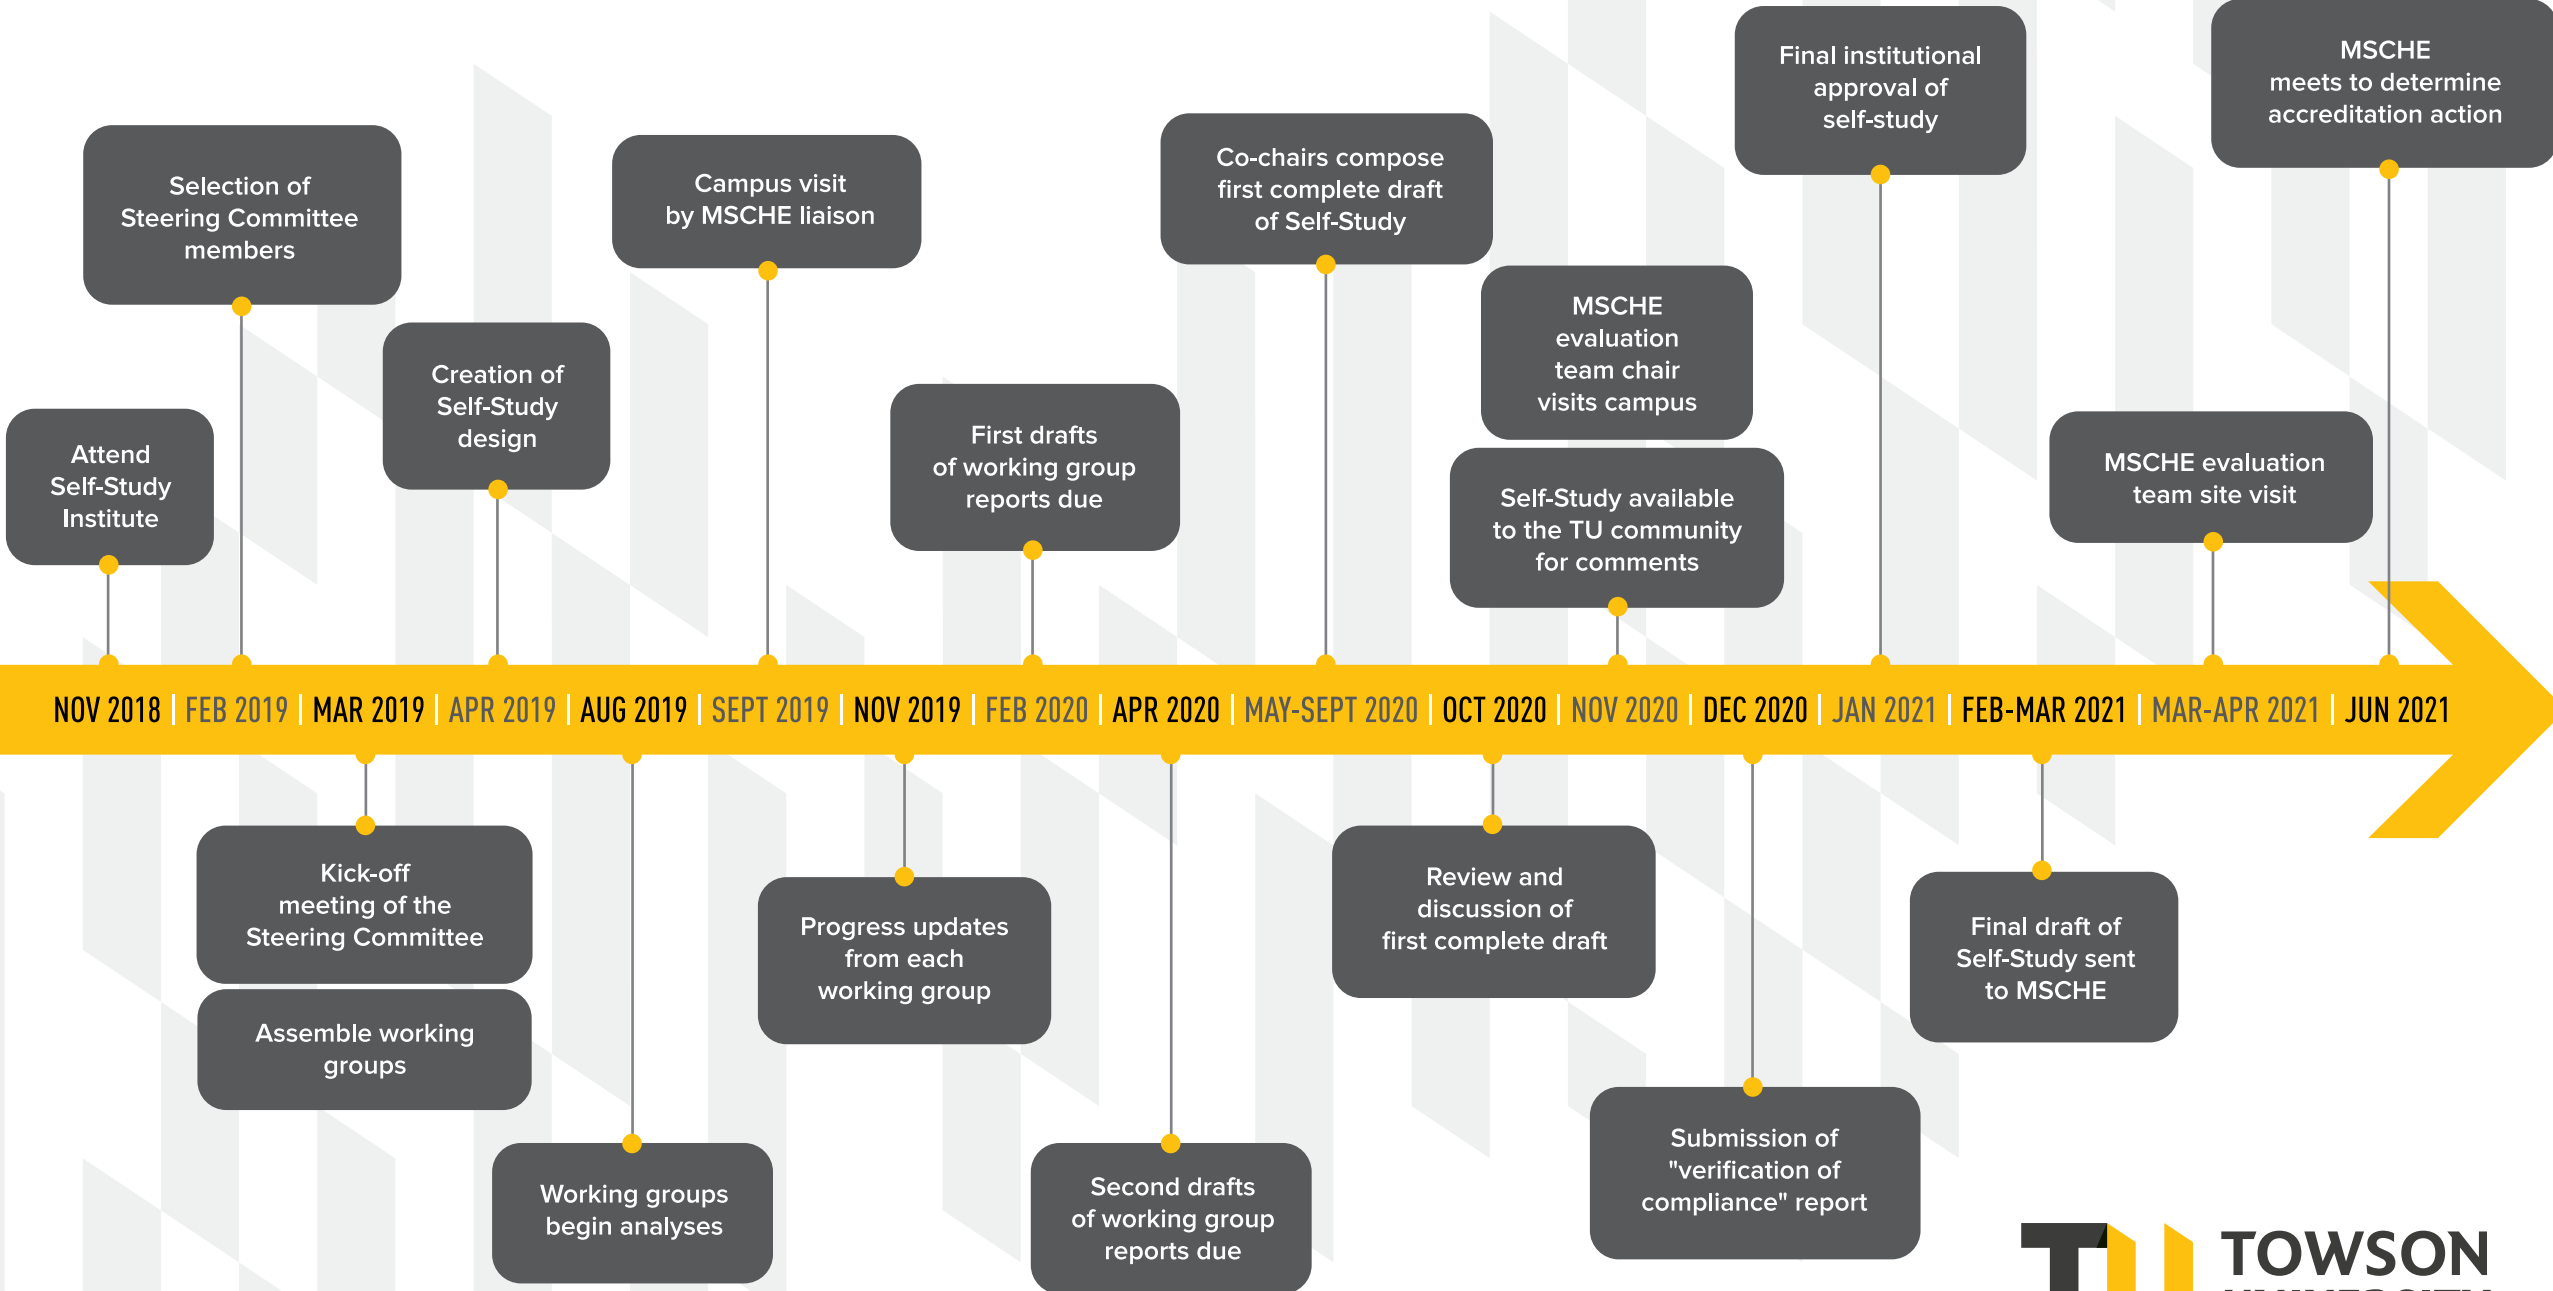 Final institutional
approval of
self-study
MSCHE
meets to determine
accreditation action
Selection of
Steering Committee
members
Campus visit
by MSCHE liaison
Co-chairs compose
first complete draft
of Self-Study
MSCHE
evaluation
team chair
visits campus
Creation of
Self-Study
design
First drafts
of working group
reports due
Attend
Self-Study
Institute
Self-Study available
to the TU community
for comments
MSCHE evaluation
team site visit
NOV 2018 | FEB 2019 | MAR 2019 | APR 2019 | AUG 2019 | SEPT 2019 | NOV 2019 | FEB 2020 | APR 2020 | MAY-SEPT 2020 | OCT 2020 | NOV 2020 | DEC 2020 | JAN 2021 | FEB-MAR 2021 | MAR-APR 2021 | JUN 2021
Kick-off
meeting of the
Steering Committee
Assemble working
groups
Progress updates
from each
working group
Review and
discussion of
first complete draft
Final draft of
Self-Study sent
to MSCHE
Working groups
begin analyses
Second drafts
of working group
reports due
Submission of
"verification of
compliance" report
TU
TOWSON
UNIVERSITY